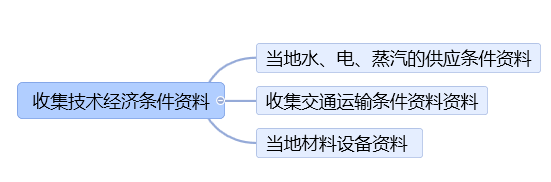 收集技术经济条件资料
当地水、电、蒸汽的供应条件资料
收集交通运输条件资料资料
当地材料设备资料